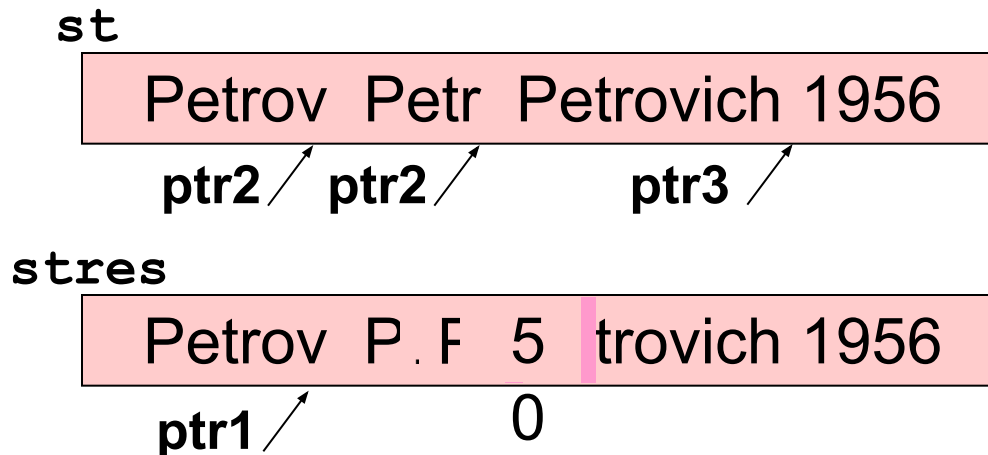 st
Petrov Petr Petrovich 1956
ptr2 ptr2 ptr3
stres
Petrov P. 5 trovich 1956
ptr1 0